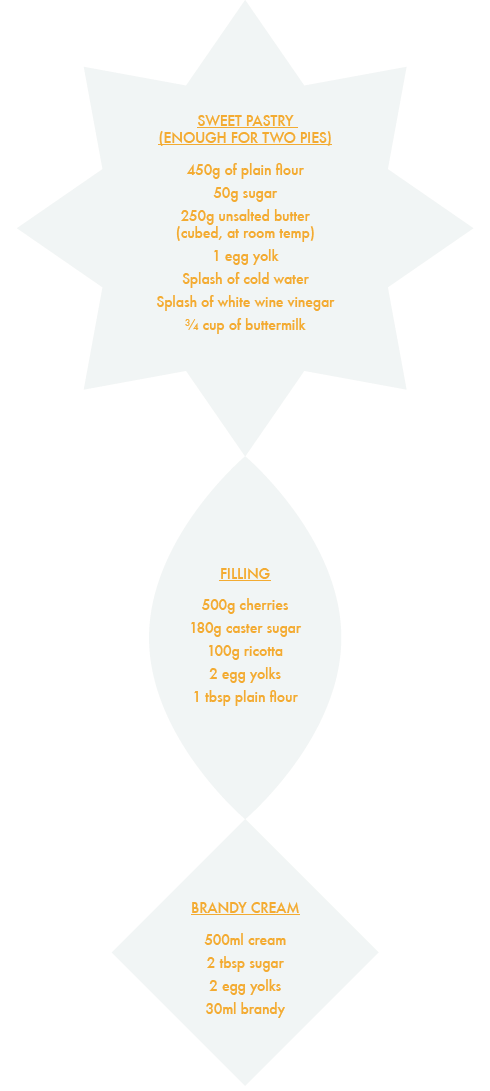 SWEET PASTRY
(ENOUGH FOR TWO PIES)
450g of plain flour
50g sugar
250g unsalted butter
(cubed, at room temp)
1 egg yolk
Splash of cold water
Splash of white wine vinegar
¾ cup of buttermilk
FILLING
500g cherries
180g caster sugar
100g ricotta
2 egg yolks
1 tbsp plain flour
BRANDY CREAM
500ml cream
2 tbsp sugar
2 egg yolks
30ml brandy